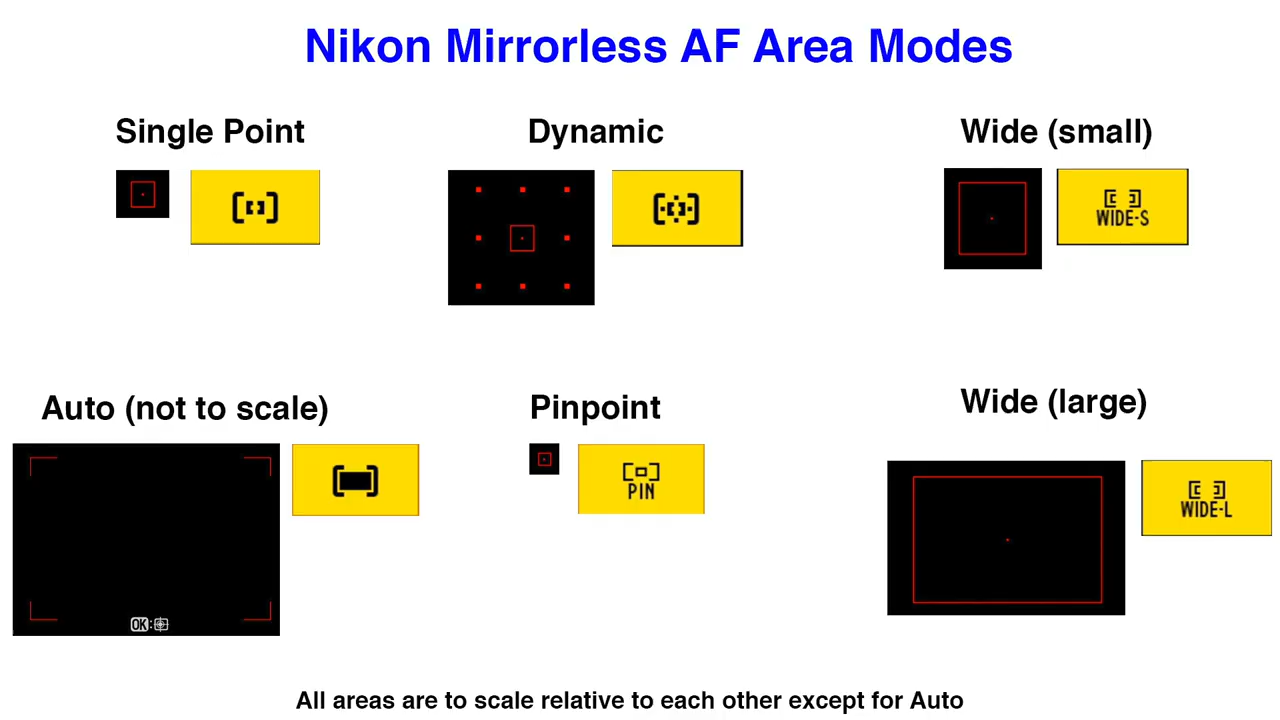 Nikon Mirrorless AF Area Modes
Single Point
Dynamic
Wide (small)
WIDE-S
Auto (not to scale)
Pinpoint
Wide (large)
PIN
WIDE-L
OK:
All areas are to scale relative to each other except for Auto